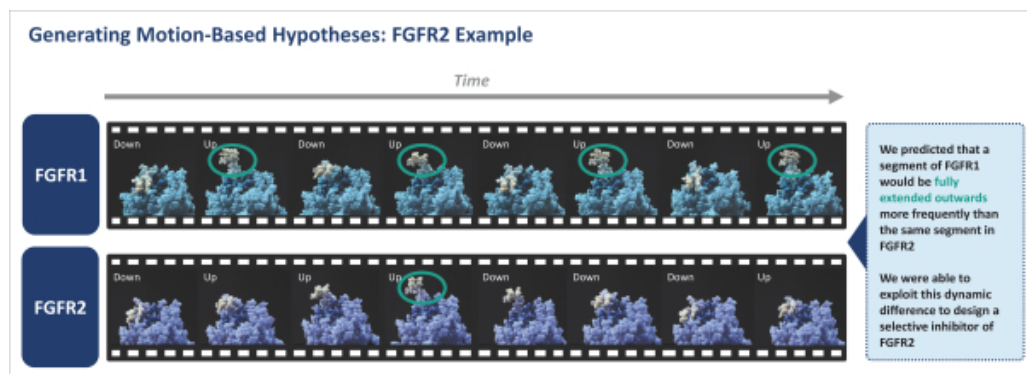 Generating Motion-Based Hypotheses: FGFR2 Example
Time
FGFR1
Down
Up
Down
Up
Down
Up
Down
Up
FGFR2
Down
Up
Up
Up
Down
Down
Down
Up
We predicted that a
segment of FGFR1
would be fully
extended outwards
more frequently than
the same segment in
FGFR2
We were able to
exploit this dynamic
difference to design a
selective inhibitor of
FGFR2